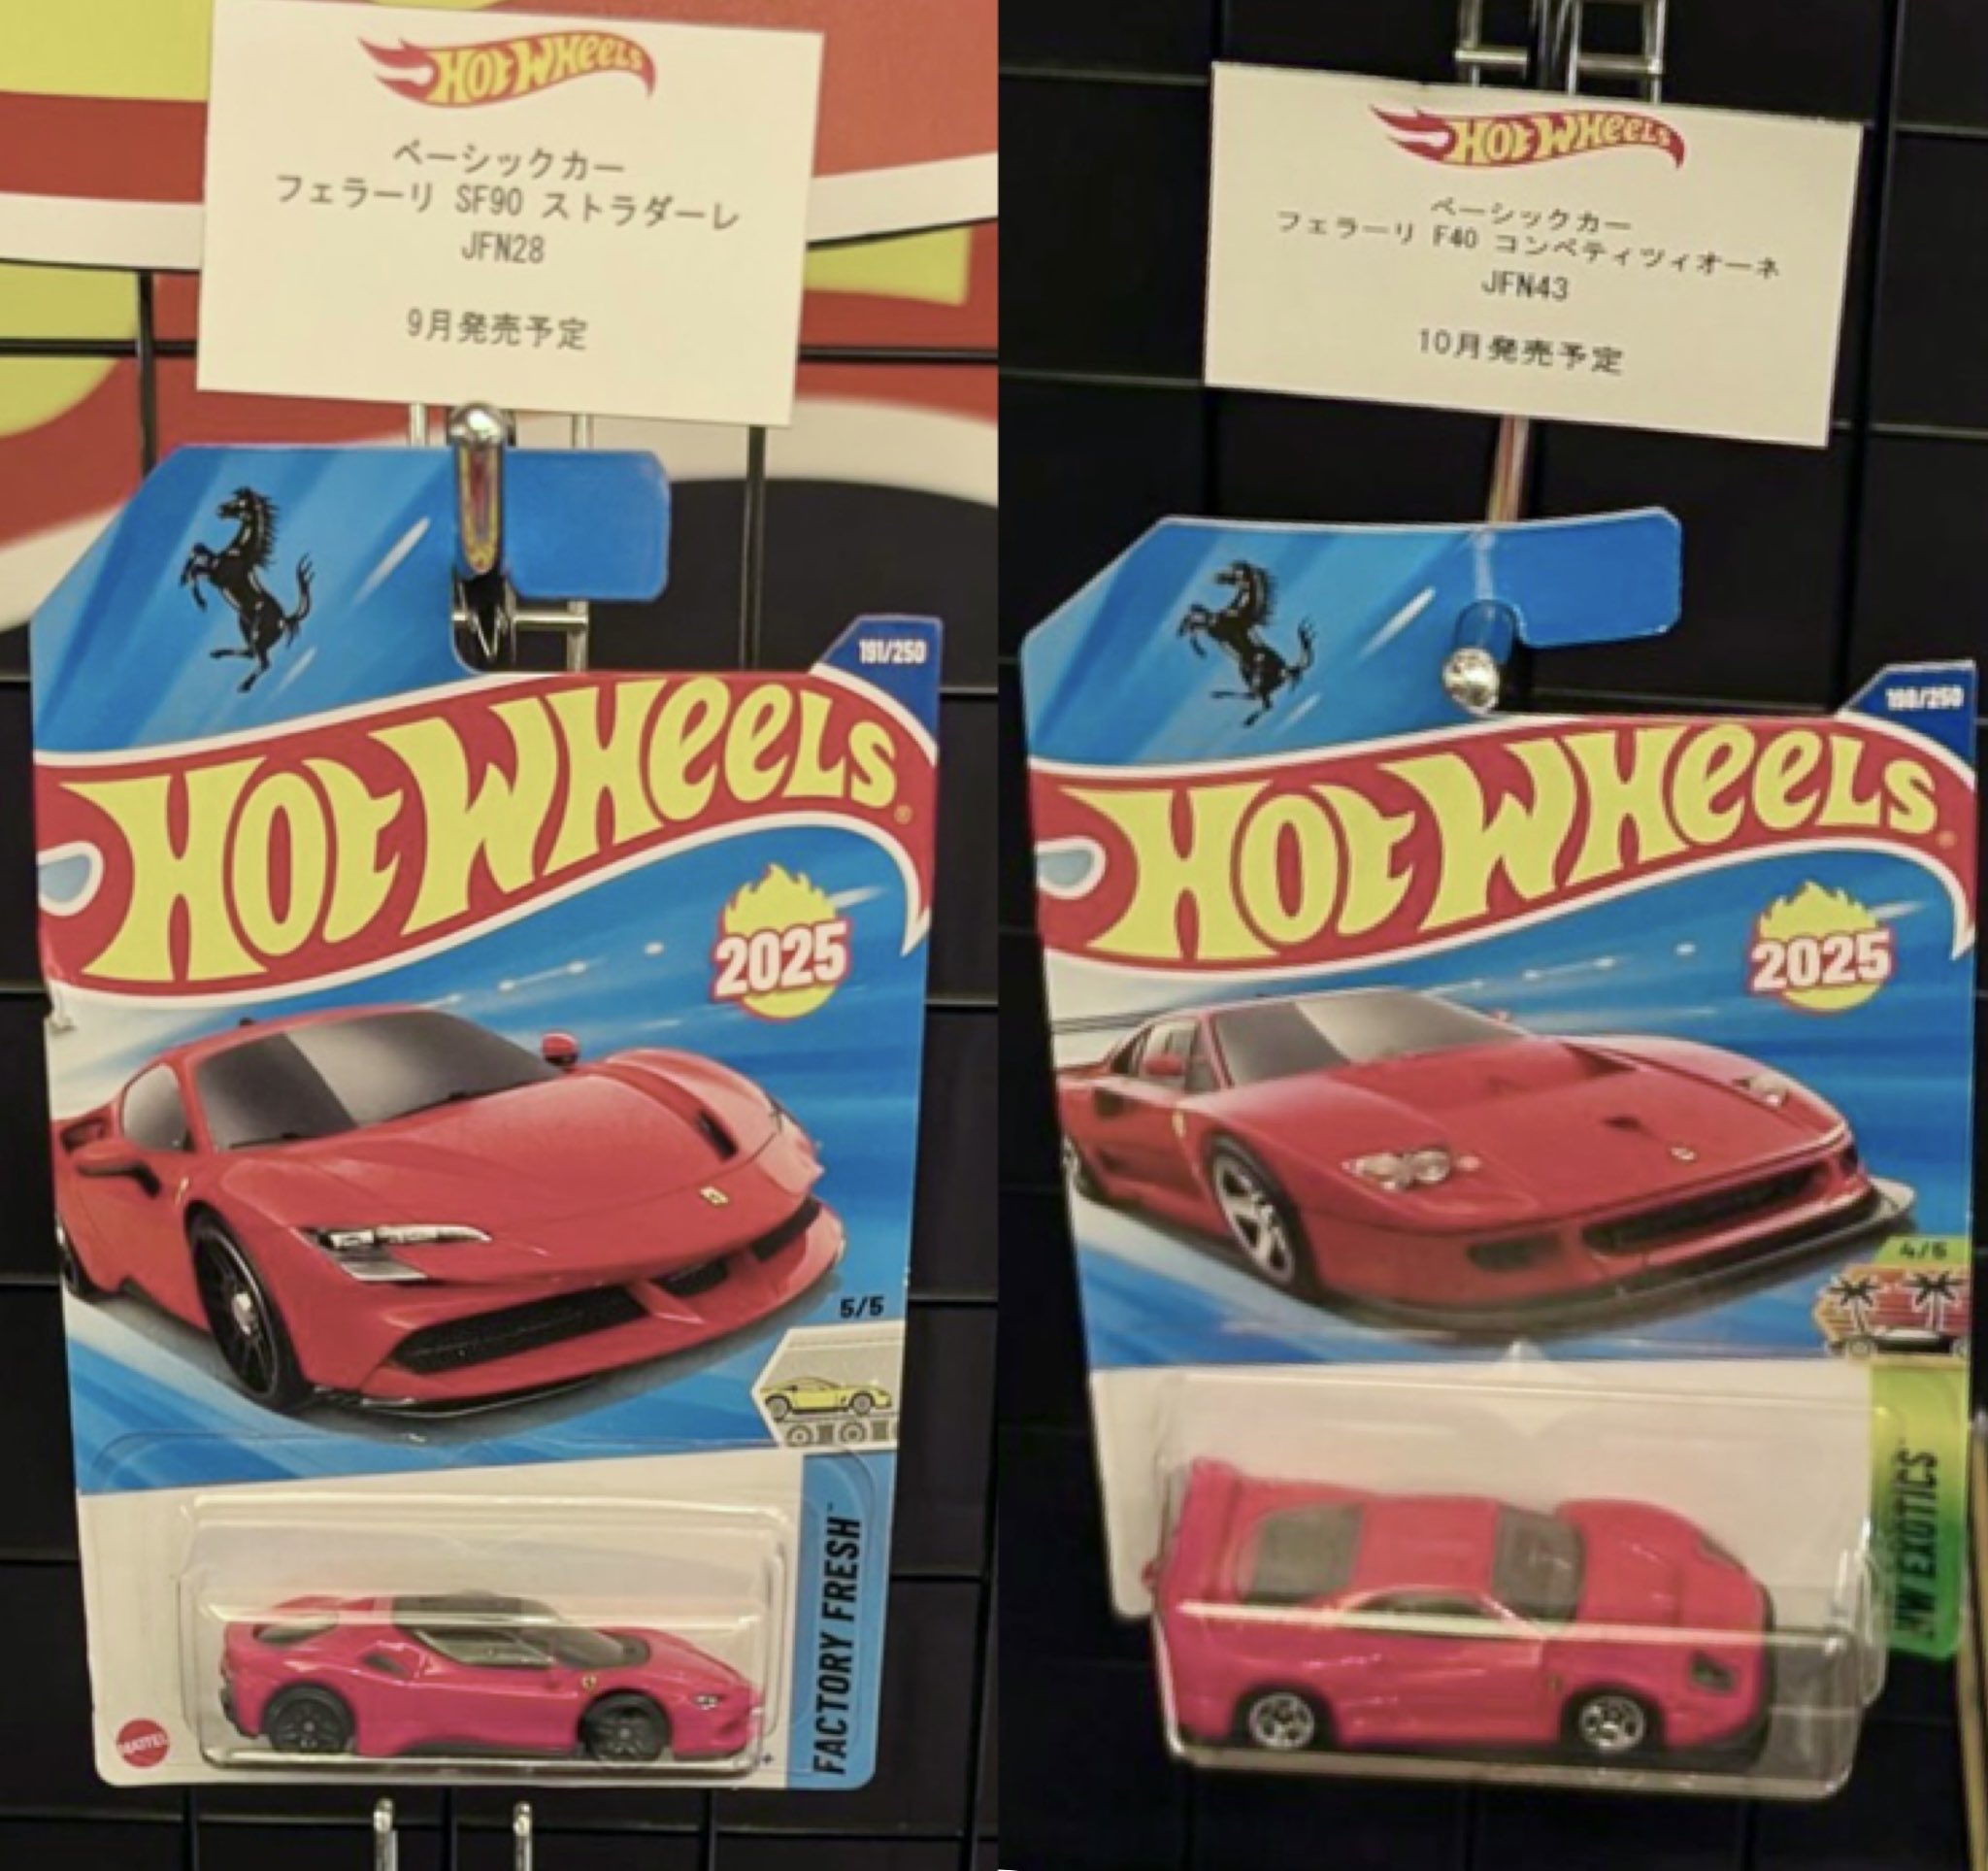 HOT WHEELS
ベーシックカー
フェラーリ SF90 ストラダーレ
JFN28
9月発売予定
191/250
HOT WHEELS®
2025
5/5
FACTORY FRESH™
MATTEL
HOT WHEELS
ベーシックカー
フェラーリ F40 コンペティツィオーネ
JFN43
10月発売予定
HOT WHEELS
2025
4/5
HW EXOTICS